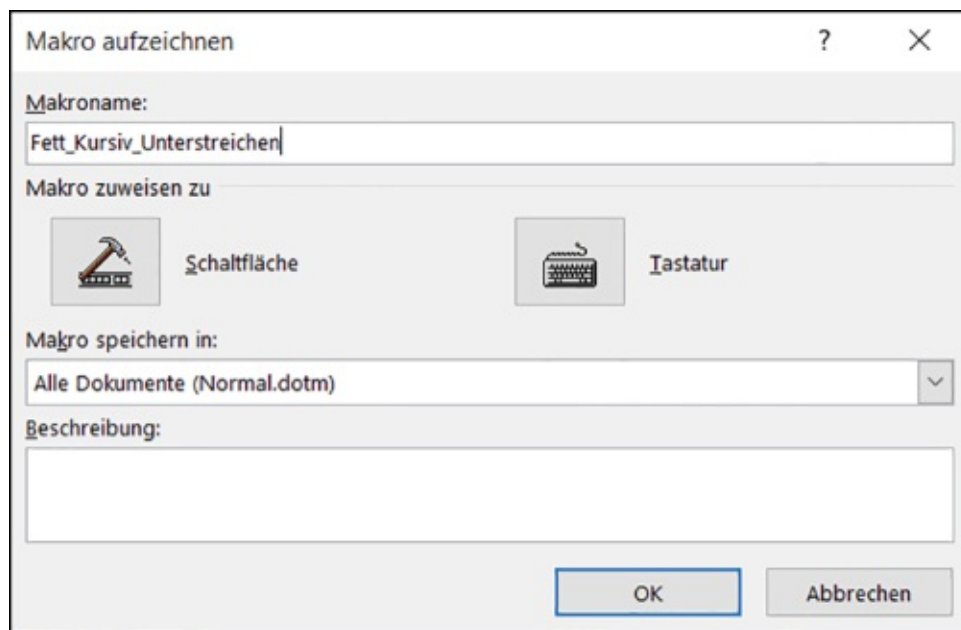 Makro aufzeichnen ? ×
Makroname:
Fett_Kursiv_Unterstreichen
Makro zuweisen zu
Schaltfläche Tastatur
Makro speichern in:
Alle Dokumente (Normal.dotm)
Beschreibung:
OK Abbrechen